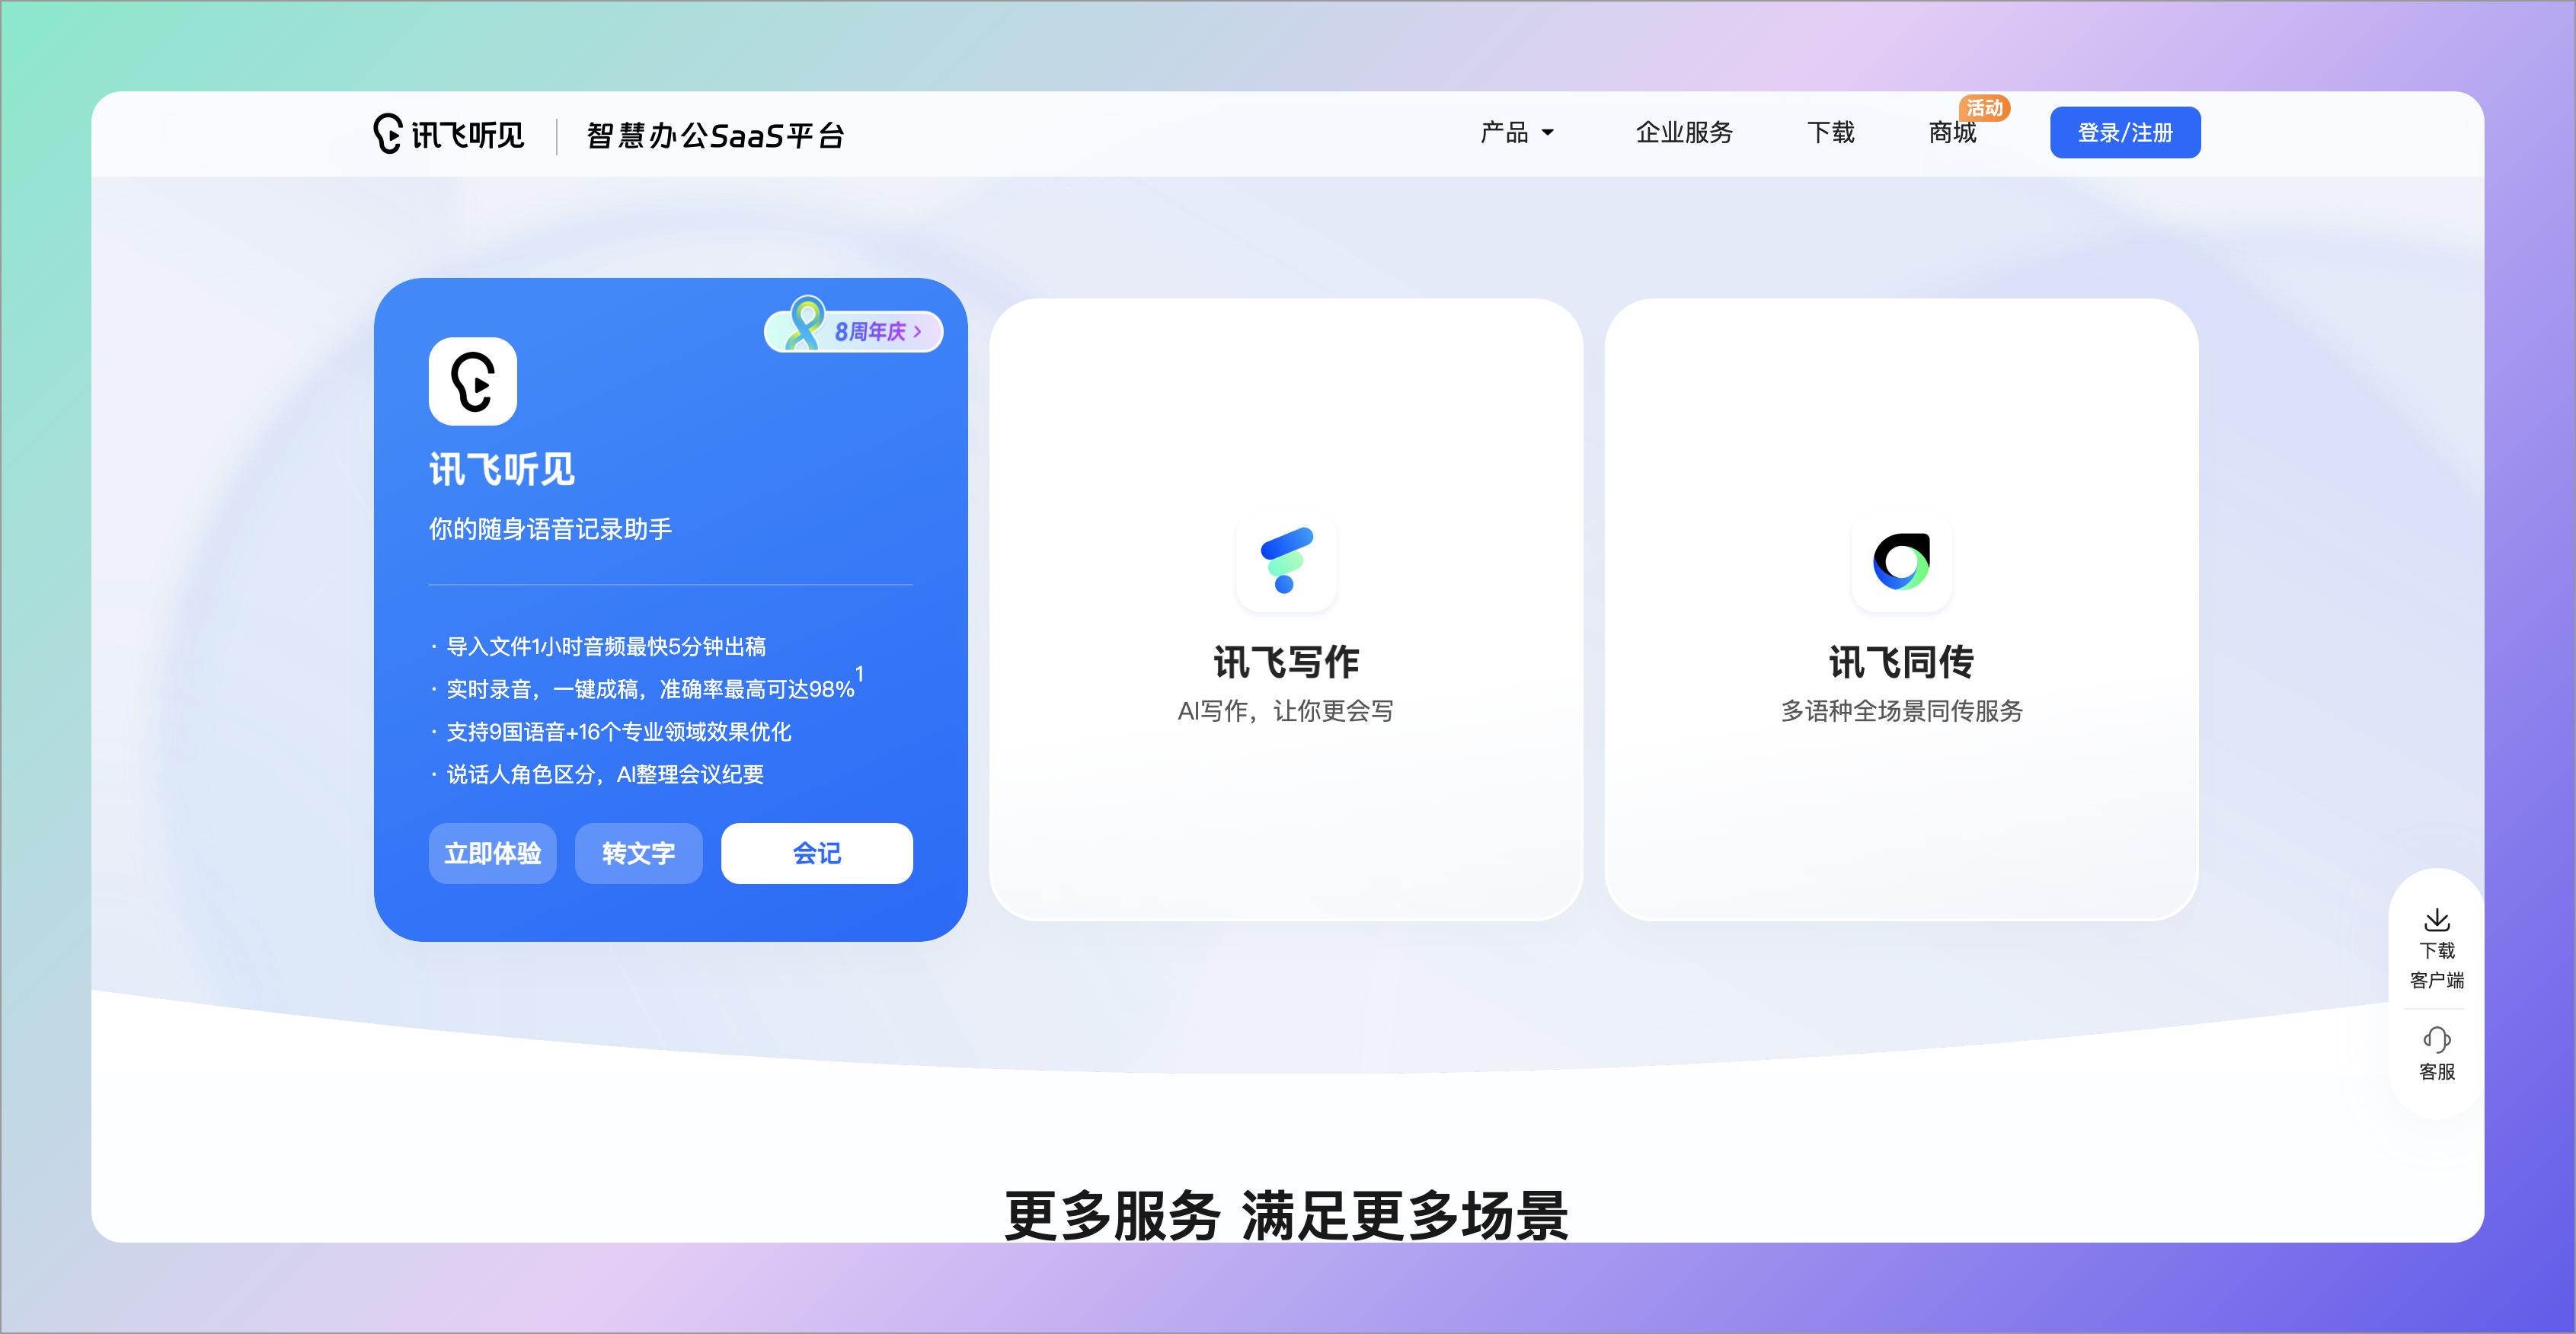 讯飞听见 | 智慧办公SaaS平台
产品
企业服务
下载
商城
活动
登录/注册
8周年庆 >
讯飞听见
你的随身语音记录助手
· 导入文件1小时音频最快5分钟出稿
· 实时录音，一键成稿，准确率最高可达98%1
· 支持9国语音+16个专业领域效果优化
· 说话人角色区分，AI整理会议纪要
立即体验
转文字
会记
讯飞写作
AI写作，让你更会写
讯飞同传
多语种全场景同传服务
下载
客户端
客服
更多服务 满足更多场景